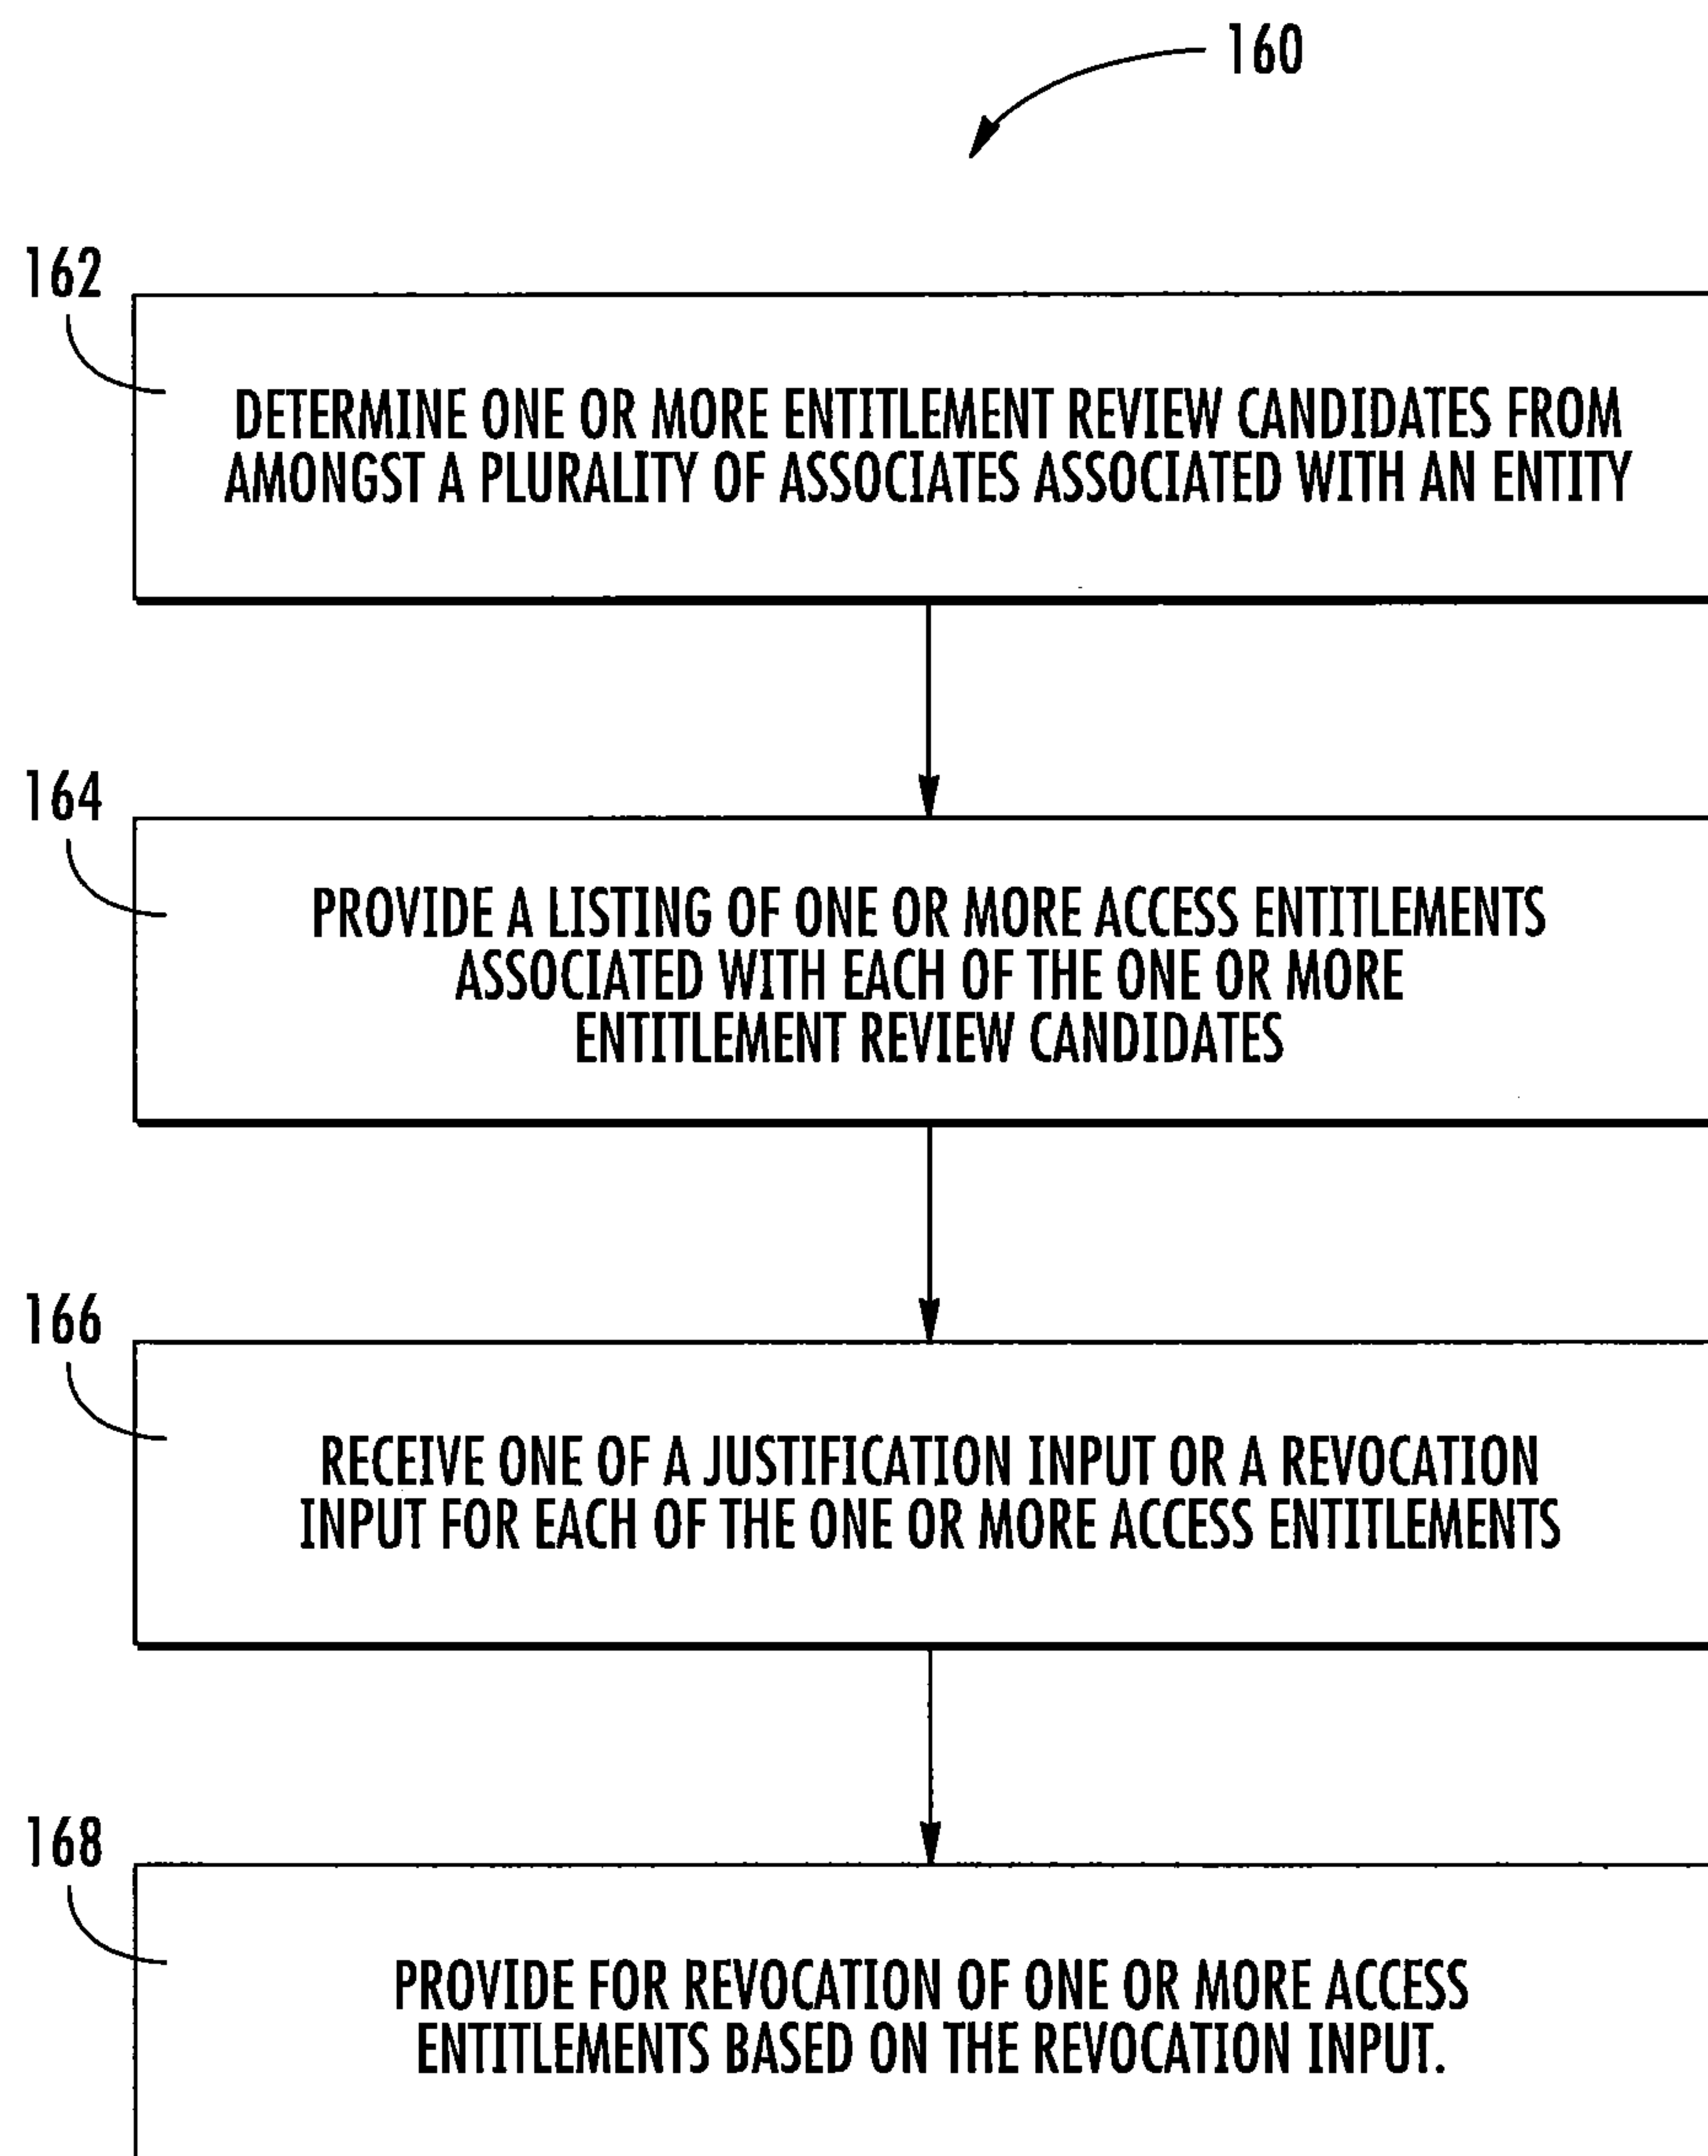 160
162
DETERMINE ONE OR MORE ENTITLEMENT REVIEW CANDIDATES FROM
AMONGST A PLURALITY OF ASSOCIATES ASSOCIATED WITH AN ENTITY
164
PROVIDE A LISTING OF ONE OR MORE ACCESS ENTITLEMENTS
ASSOCIATED WITH EACH OF THE ONE OR MORE
ENTITLEMENT REVIEW CANDIDATES
166
RECEIVE ONE OF A JUSTIFICATION INPUT OR A REVOCATION
INPUT FOR EACH OF THE ONE OR MORE ACCESS ENTITLEMENTS
168
PROVIDE FOR REVOCATION OF ONE OR MORE ACCESS
ENTITLEMENTS BASED ON THE REVOCATION INPUT.